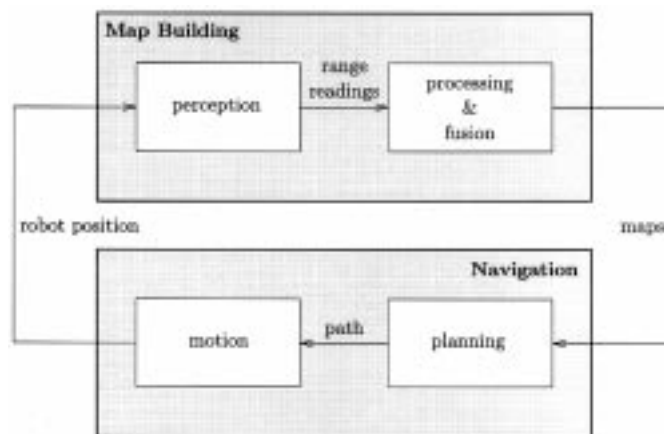 Map Building
perception
range
readings
processing
&
fusion
robot position
maps
Navigation
motion
path
planning